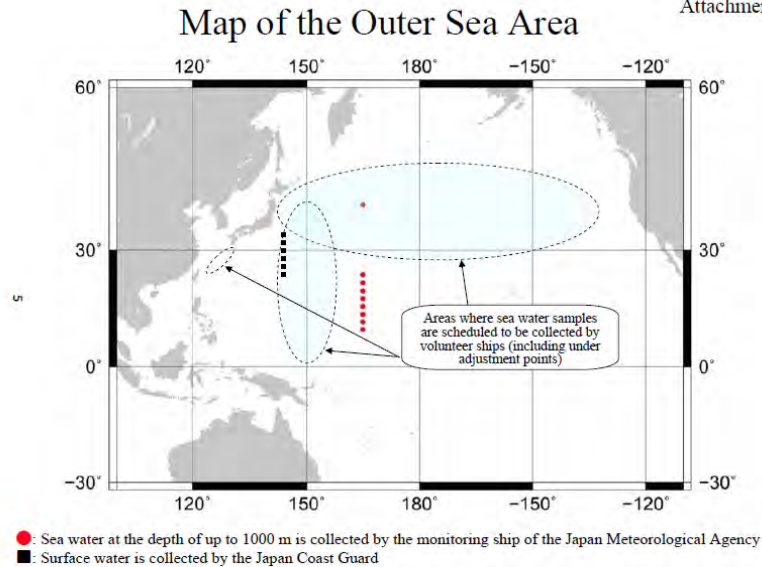 Attachmen
Map of the Outer Sea Area
120° 150° 180° −150° −120°
60° 60°
30° 30°
Areas where sea water samples
are scheduled to be collected by
volunteer ships (including under
adjustment points)
0° 0°
−30° −30°
120° 150° 180° −150° −120°
5
: Sea water at the depth of up to 1000 m is collected by the monitoring ship of the Japan Meteorological Agency
: Surface water is collected by the Japan Coast Guard